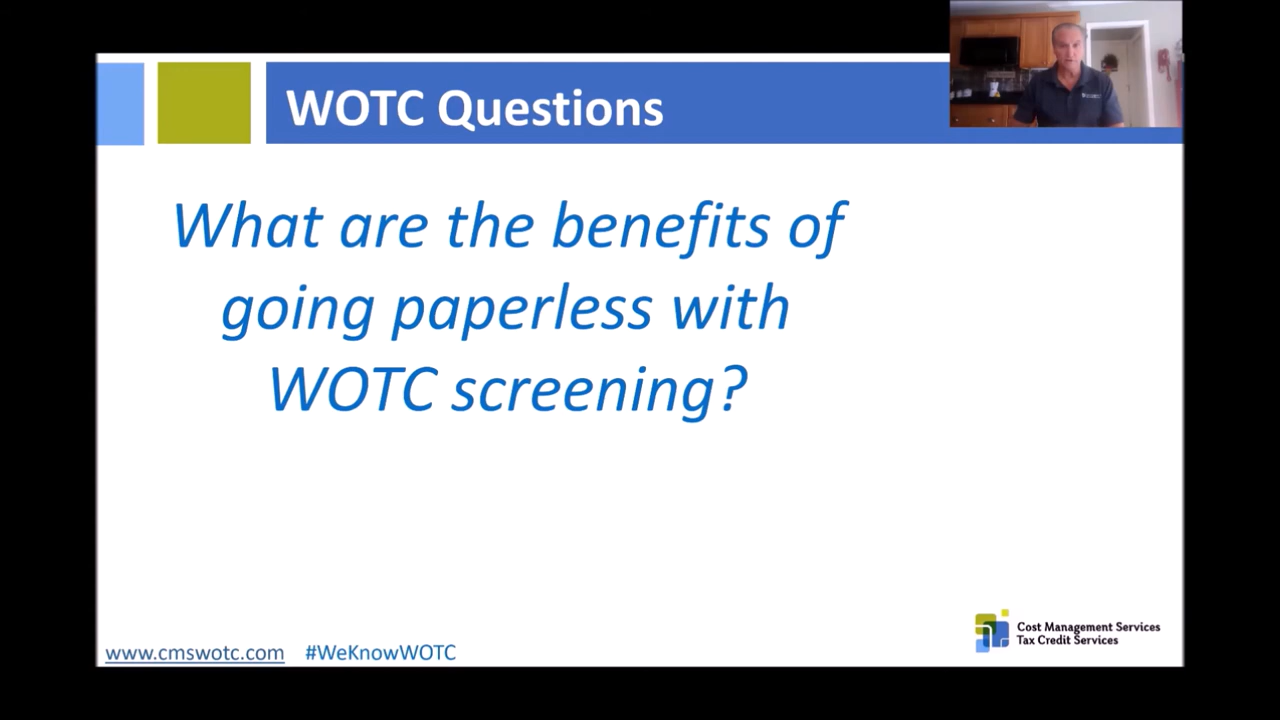 WOTC Questions
What are the benefits of
going paperless with
WOTC screening?
Cost Management Services
Tax Credit Services
www.cmswotc.com #WeKnowWOTC